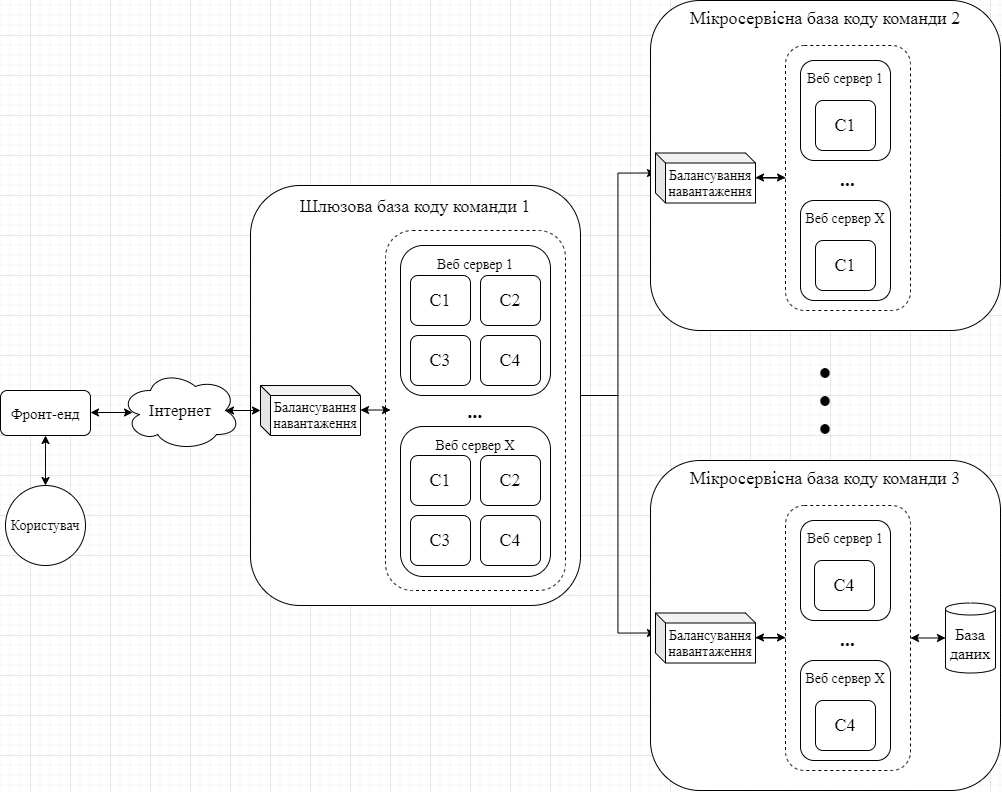 Фронт-енд
Користувач
Інтернет
Шлюзова база коду команди 1
Балансування
навантаження
Веб сервер 1
C1
C2
C3
C4
...
Веб сервер X
C1
C2
C3
C4
Мікросервісна база коду команди 2
Балансування
навантаження
Веб сервер 1
C1
...
Веб сервер X
C1
Мікросервісна база коду команди 3
Балансування
навантаження
Веб сервер 1
C4
...
Веб сервер X
C4
База
даних